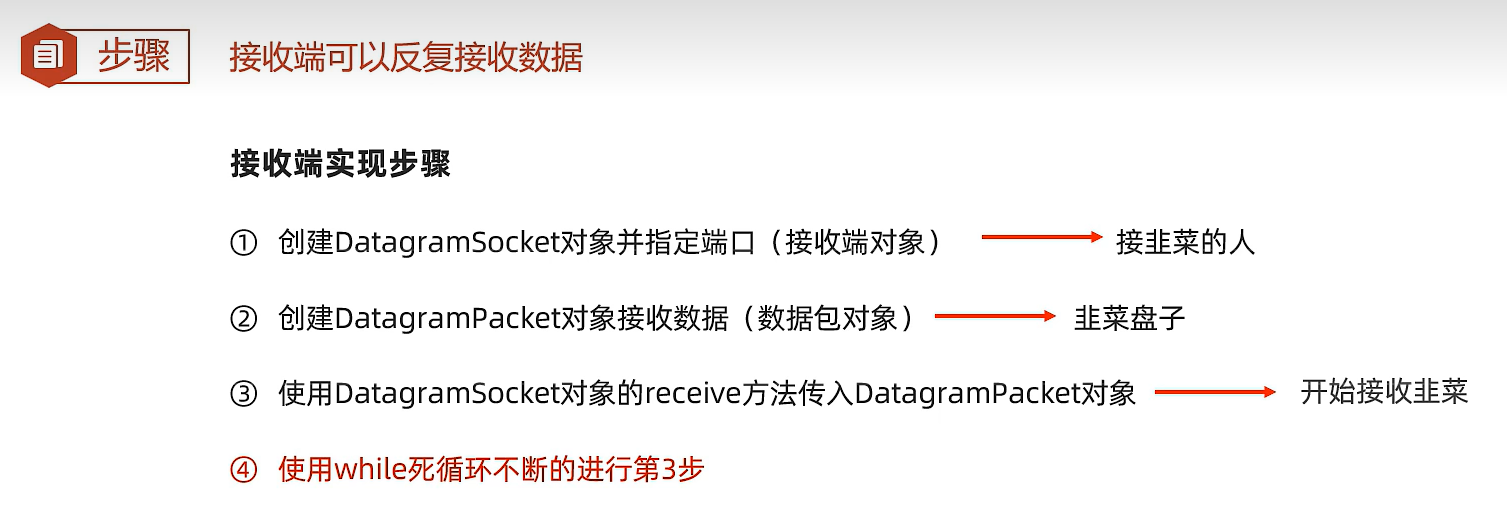 步骤 接收端可以反复接收数据
接收端实现步骤
① 创建DatagramSocket对象并指定端口（接收端对象） 接韭菜的人
② 创建DatagramPacket对象接收数据（数据包对象） 韭菜盘子
③ 使用DatagramSocket对象的receive方法传入DatagramPacket对象 开始接收韭菜
④ 使用while死循环不断的进行第3步